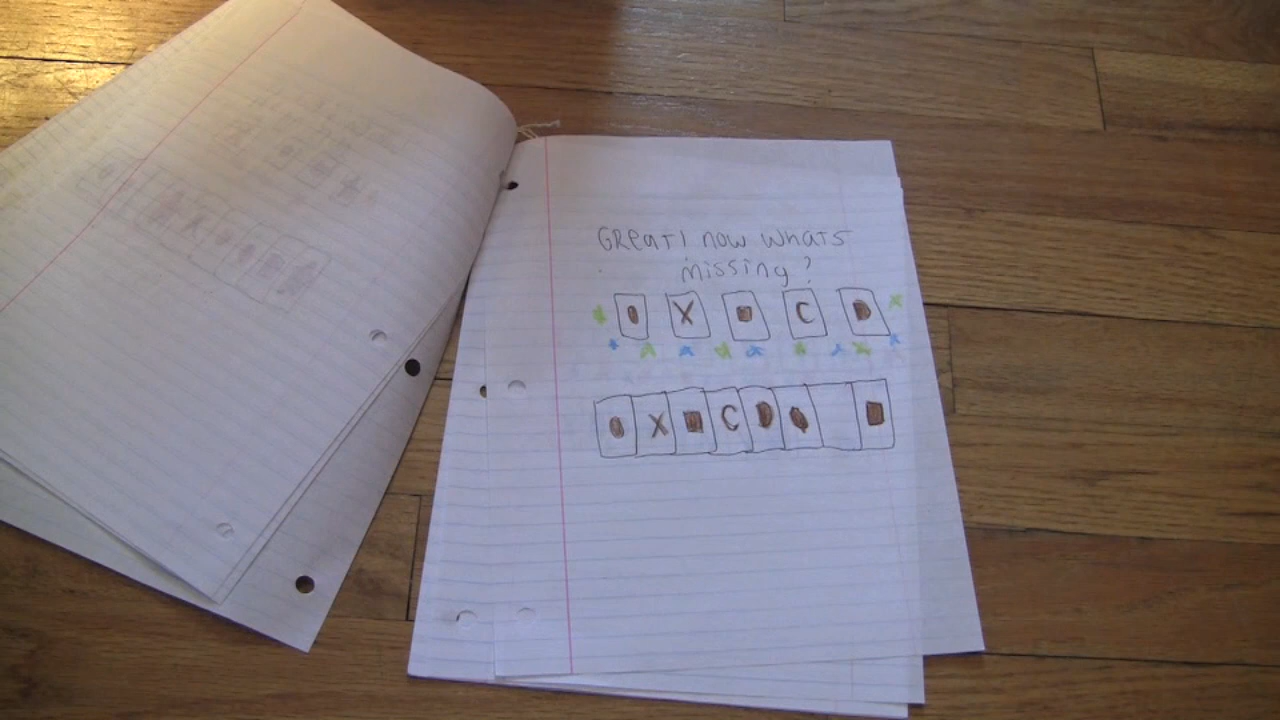 GReat! now whats
missing?
O X ■ C D
O X ■ C D O ■